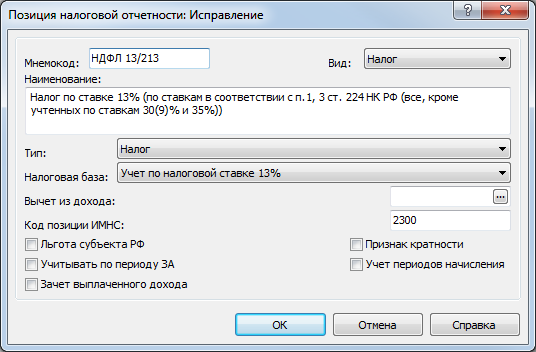 Позиция налоговой отчетности: Исправление
Мнемокод: НДФЛ 13/213 Вид: Налог
Наименование:
Налог по ставке 13% (по ставкам в соответствии с п.1, 3 ст. 224 НК РФ (все, кроме
учтенных по ставкам 30(9)% и 35%))
Тип: Налог
Налоговая база: Учет по налоговой ставке 13%
Вычет из дохода: ...
Код позиции ИМНС: 2300
Льгота субъекта РФ Признак кратности
Учитывать по периоду ЗА Учет периодов начисления
Зачет выплаченного дохода
ОК Отмена Справка